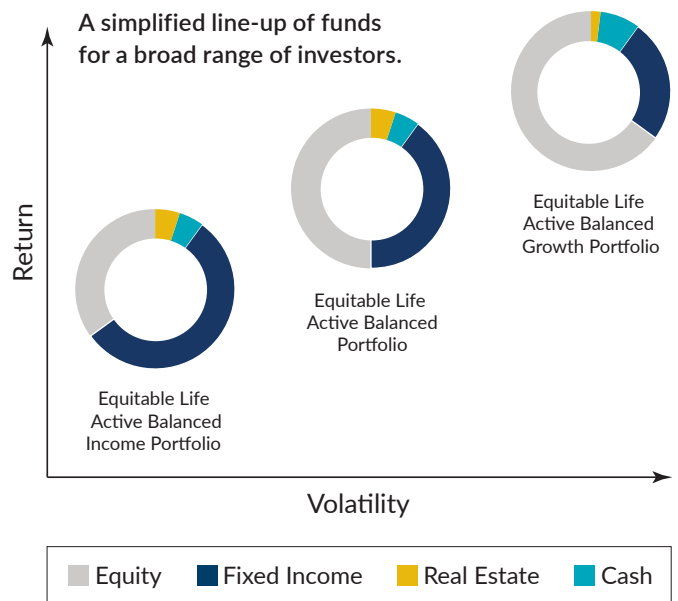 A simplified line-up of funds
for a broad range of investors.
Return
Equitable Life
Active Balanced
Income Portfolio
Equitable Life
Active Balanced
Portfolio
Equitable Life
Active Balanced
Growth Portfolio
Volatility
Equity
Fixed Income
Real Estate
Cash